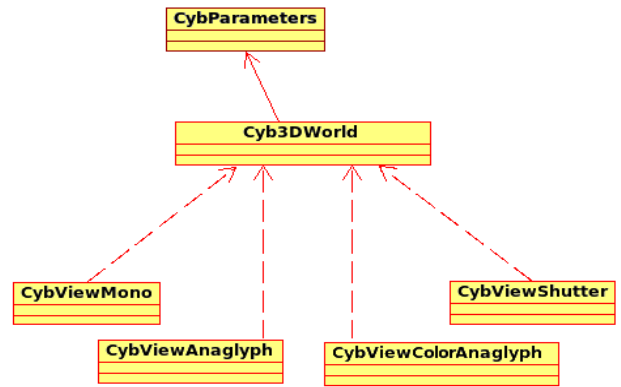 CybParameters
Cyb3DWorld
CybViewMono
CybViewShutter
CybViewAnaglyph
CybViewColorAnaglyph